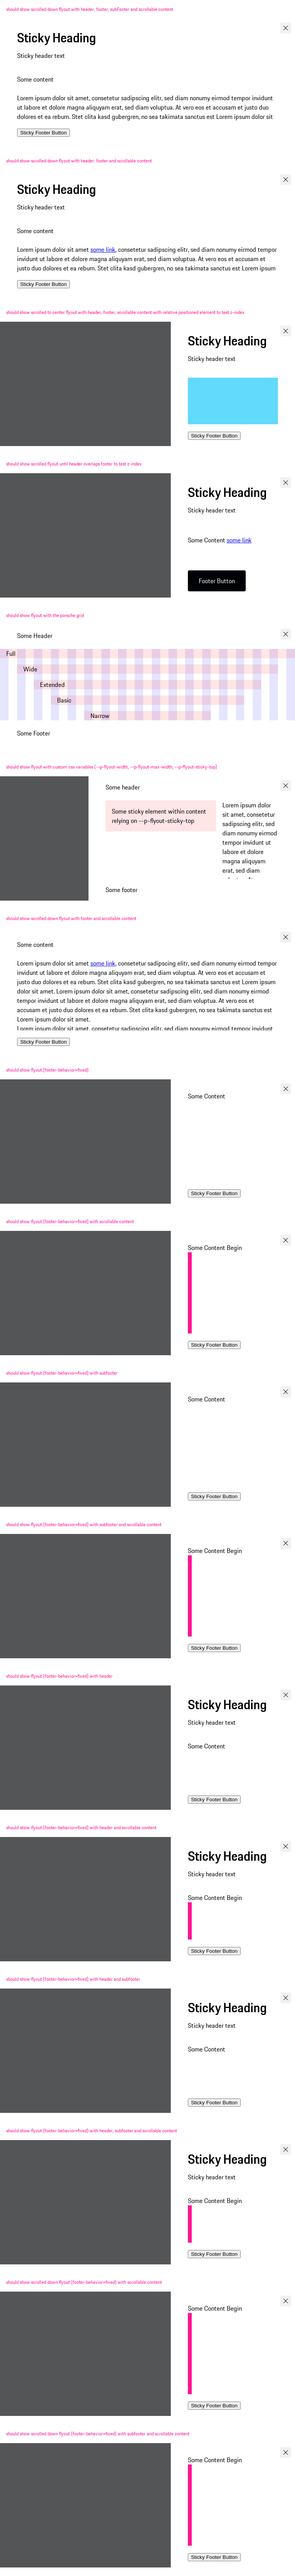 should show scrolled down flyout with header, footer, subFooter and scrollable content
Sticky Heading
Sticky header text
Some content
Lorem ipsum dolor sit amet, consetetur sadipscing elitr, sed diam nonumy eirmod tempor invidunt
ut labore et dolore magna aliquyam erat, sed diam voluptua. At vero eos et accusam et justo duo
dolores et ea rebum. Stet clita kasd gubergren, no sea takimata sanctus est Lorem ipsum dolor sit
Sticky Footer Button
should show scrolled down flyout with header, footer and scrollable content
Sticky Heading
Sticky header text
Some content
Lorem ipsum dolor sit amet some link, consetetur sadipscing elitr, sed diam nonumy eirmod tempor
invidunt ut labore et dolore magna aliquyam erat, sed diam voluptua. At vero eos et accusam et
justo duo dolores et ea rebum. Stet clita kasd gubergren, no sea takimata sanctus est Lorem ipsum
Sticky Footer Button
should show scrolled to center flyout with header, footer, scrollable content with relative positioned element to test z-index
Sticky Heading
Sticky header text
Sticky Footer Button
should show scrolled flyout until header overlaps footer to test z-index
Sticky Heading
Sticky header text
Some Content some link
Footer Button
should show flyout with the porsche grid
Some Header
Full
Wide
Extended
Basic
Narrow
Some Footer
should show flyout with custom css variables (--p-flyout-width, --p-flyout-max-width, --p-flyout-sticky-top)
Some header
Some sticky element within content
relying on --p-flyout-sticky-top
Lorem ipsum dolor
sit amet,
consetetur
sadipscing elitr, sed
diam nonumy eirmod
tempor invidunt ut
labore et dolore
magna aliquyam
erat, sed diam
Some footer
should show scrolled down flyout with footer and scrollable content
Some content
Lorem ipsum dolor sit amet some link, consetetur sadipscing elitr, sed diam nonumy eirmod tempor
invidunt ut labore et dolore magna aliquyam erat, sed diam voluptua. At vero eos et accusam et
justo duo dolores et ea rebum. Stet clita kasd gubergren, no sea takimata sanctus est Lorem ipsum
dolor sit amet. Lorem ipsum dolor sit amet, consetetur sadipscing elitr, sed diam nonumy eirmod
tempor invidunt ut labore et dolore magna aliquyam erat, sed diam voluptua. At vero eos et
accusam et justo duo dolores et ea rebum. Stet clita kasd gubergren, no sea takimata sanctus est
Lorem ipsum dolor sit amet.
Lorem ipsum dolor sit amet, consetetur sadipscing elitr, sed diam nonumy eirmod tempor invidunt
Sticky Footer Button
should show flyout (footer-behavior=fixed)
Some Content
Sticky Footer Button
should show flyout (footer-behavior=fixed) with scrollable content
Some Content Begin
Sticky Footer Button
should show flyout (footer-behavior=fixed) with subfooter
Some Content
Sticky Footer Button
should show flyout (footer-behavior=fixed) with subfooter and scrollable content
Some Content Begin
Sticky Footer Button
should show flyout (footer-behavior=fixed) with header
Sticky Heading
Sticky header text
Some Content
Sticky Footer Button
should show flyout (footer-behavior=fixed) with header and scrollable content
Sticky Heading
Sticky header text
Some Content Begin
Sticky Footer Button
should show flyout (footer-behavior=fixed) with header and subfooter
Sticky Heading
Sticky header text
Some Content
Sticky Footer Button
should show flyout (footer-behavior=fixed) with header, subfooter and scrollable content
Sticky Heading
Sticky header text
Some Content Begin
Sticky Footer Button
should show scrolled down flyout (footer-behavior=fixed) with scrollable content
Some Content Begin
Sticky Footer Button
should show scrolled down flyout (footer-behavior=fixed) with subfooter and scrollable content
Some Content Begin
Sticky Footer Button